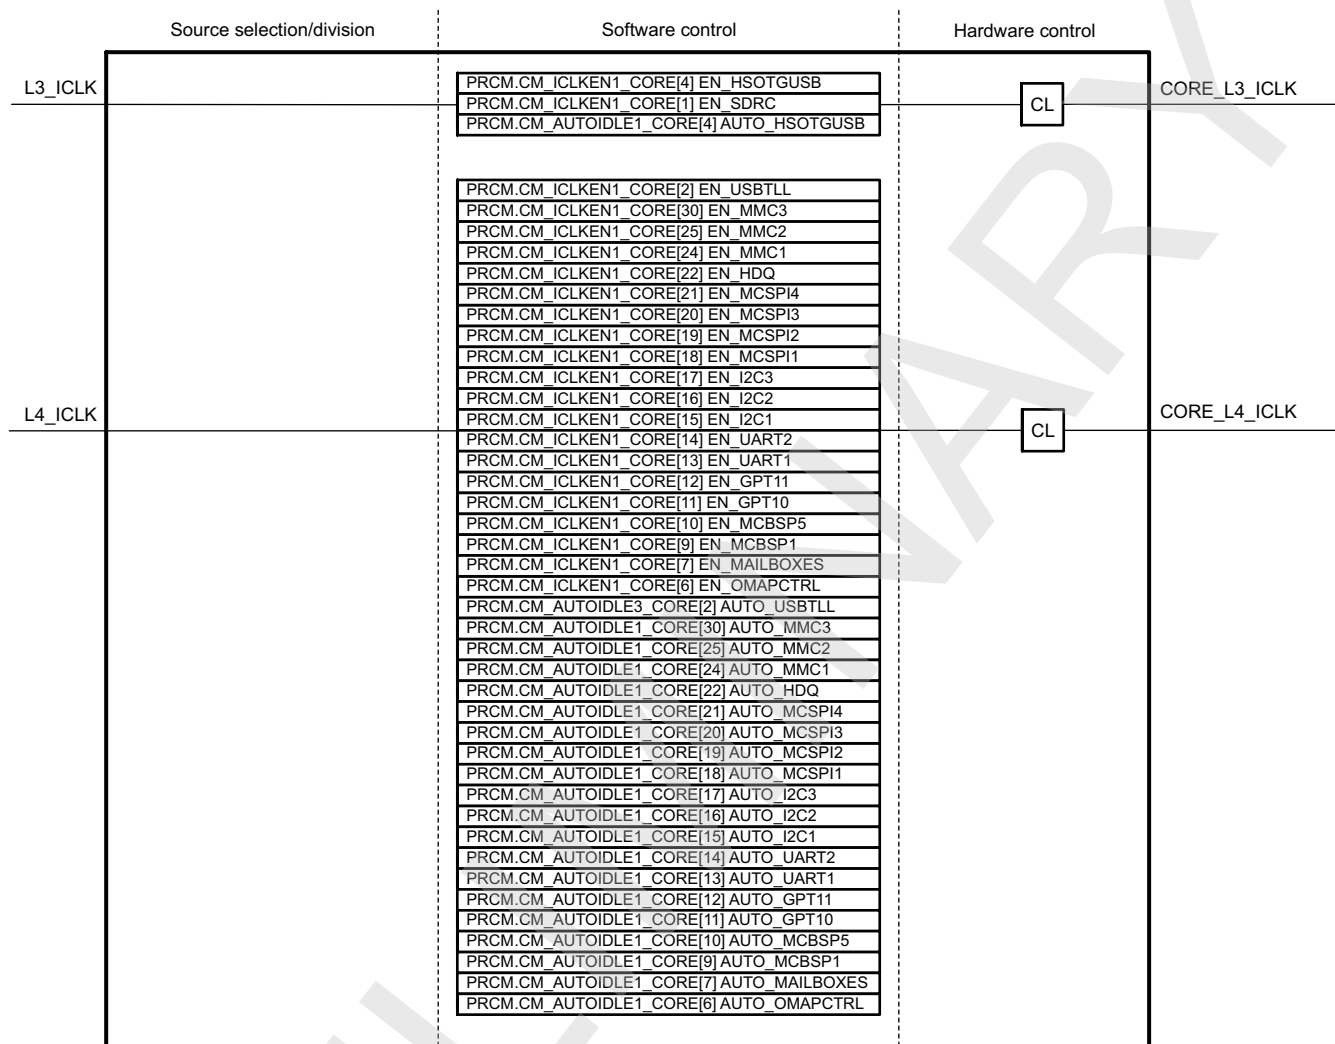 Source selection/division
Software control
Hardware control
L3_ICLK
PRCM.CM_ICLKEN1_CORE[4] EN_HSOTGUSB
PRCM.CM_ICLKEN1_CORE[1] EN_SDRC
PRCM.CM_AUTOIDLE1_CORE[4] AUTO_HSOTGUSB
CL
CORE_L3_ICLK
PRCM.CM_ICLKEN1_CORE[2] EN_USBTLL
PRCM.CM_ICLKEN1_CORE[30] EN_MMC3
PRCM.CM_ICLKEN1_CORE[25] EN_MMC2
PRCM.CM_ICLKEN1_CORE[24] EN_MMC1
PRCM.CM_ICLKEN1_CORE[22] EN_HDQ
PRCM.CM_ICLKEN1_CORE[21] EN_MCSPI4
PRCM.CM_ICLKEN1_CORE[20] EN_MCSPI3
PRCM.CM_ICLKEN1_CORE[19] EN_MCSPI2
PRCM.CM_ICLKEN1_CORE[18] EN_MCSPI1
PRCM.CM_ICLKEN1_CORE[17] EN_I2C3
PRCM.CM_ICLKEN1_CORE[16] EN_I2C2
PRCM.CM_ICLKEN1_CORE[15] EN_I2C1
L4_ICLK
CL
CORE_L4_ICLK
PRCM.CM_ICLKEN1_CORE[14] EN_UART2
PRCM.CM_ICLKEN1_CORE[13] EN_UART1
PRCM.CM_ICLKEN1_CORE[12] EN_GPT11
PRCM.CM_ICLKEN1_CORE[11] EN_GPT10
PRCM.CM_ICLKEN1_CORE[10] EN_MCBSP5
PRCM.CM_ICLKEN1_CORE[9] EN_MCBSP1
PRCM.CM_ICLKEN1_CORE[7] EN_MAILBOXES
PRCM.CM_ICLKEN1_CORE[6] EN_OMAPCTRL
PRCM.CM_AUTOIDLE3_CORE[2] AUTO_USBTLL
PRCM.CM_AUTOIDLE1_CORE[30] AUTO_MMC3
PRCM.CM_AUTOIDLE1_CORE[25] AUTO_MMC2
PRCM.CM_AUTOIDLE1_CORE[24] AUTO_MMC1
PRCM.CM_AUTOIDLE1_CORE[22] AUTO_HDQ
PRCM.CM_AUTOIDLE1_CORE[21] AUTO_MCSPI4
PRCM.CM_AUTOIDLE1_CORE[20] AUTO_MCSPI3
PRCM.CM_AUTOIDLE1_CORE[19] AUTO_MCSPI2
PRCM.CM_AUTOIDLE1_CORE[18] AUTO_MCSPI1
PRCM.CM_AUTOIDLE1_CORE[17] AUTO_I2C3
PRCM.CM_AUTOIDLE1_CORE[16] AUTO_I2C2
PRCM.CM_AUTOIDLE1_CORE[15] AUTO_I2C1
PRCM.CM_AUTOIDLE1_CORE[14] AUTO_UART2
PRCM.CM_AUTOIDLE1_CORE[13] AUTO_UART1
PRCM.CM_AUTOIDLE1_CORE[12] AUTO_GPT11
PRCM.CM_AUTOIDLE1_CORE[11] AUTO_GPT10
PRCM.CM_AUTOIDLE1_CORE[10] AUTO_MCBSP5
PRCM.CM_AUTOIDLE1_CORE[9] AUTO_MCBSP1
PRCM.CM_AUTOIDLE1_CORE[7] AUTO_MAILBOXES
PRCM.CM_AUTOIDLE1_CORE[6] AUTO_OMAPCTRL